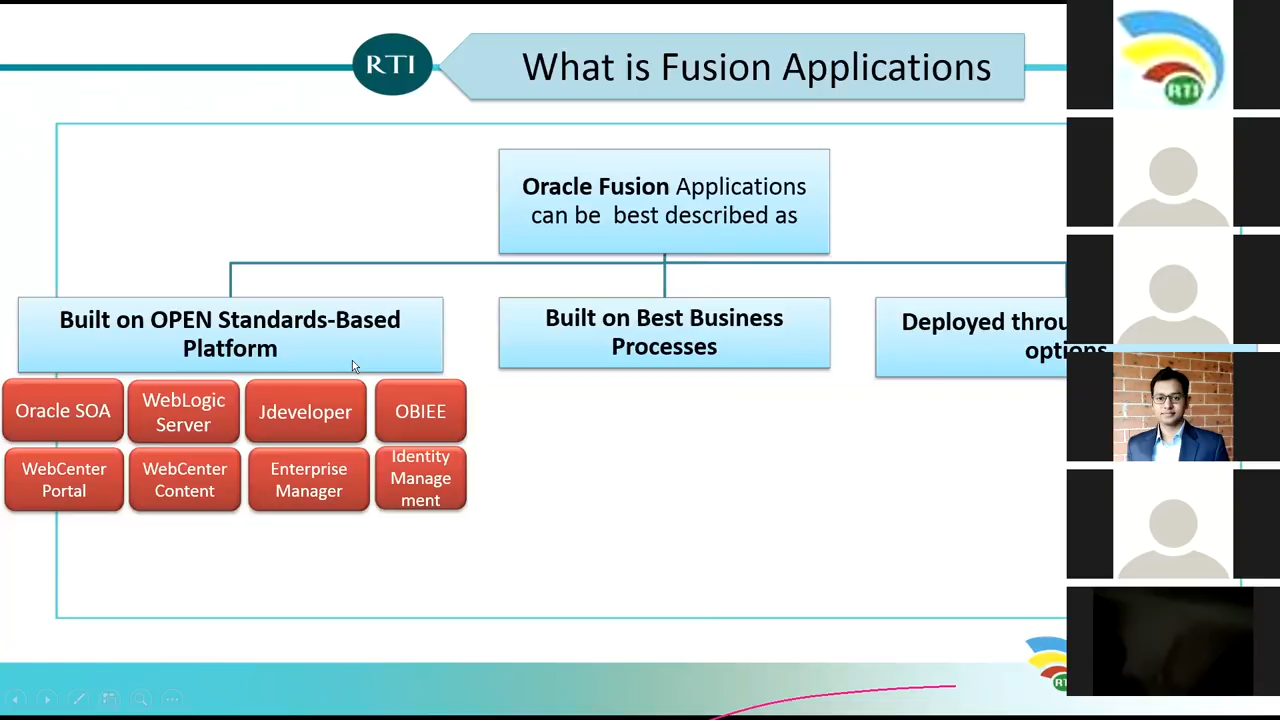 RTI
What is Fusion Applications
RTI
Oracle Fusion Applications
can be best described as
Built on OPEN Standards-Based
Platform
Built on Best Business
Processes
Deployed throu
options
Oracle SOA
WebLogic
Server
Jdeveloper
OBIEE
WebCenter
Portal
WebCenter
Content
Enterprise
Manager
Identity
Manage
ment
RT